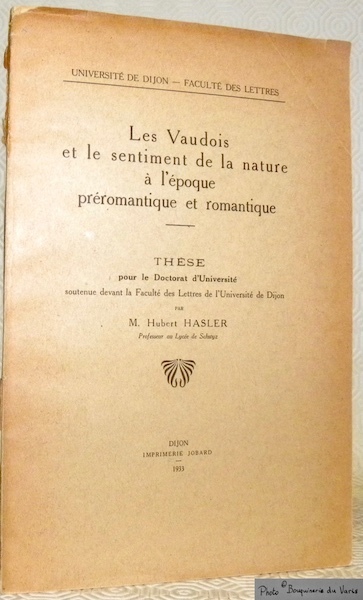 UNIVERSITÉ DE DIJON — FACULTÉ DES LETTRES
Les Vaudois
et le sentiment de la nature
à l'époque
préromantique et romantique
THÈSE
pour le Doctorat d'Université
soutenue devant la Faculté des Lettres de l'Université de Dijon
PAR
M. Hubert HASLER
Professeur au Lycée de Schwyz
DIJON
IMPRIMERIE JOBARD
1933
Photo © Bouquinerie du Varis